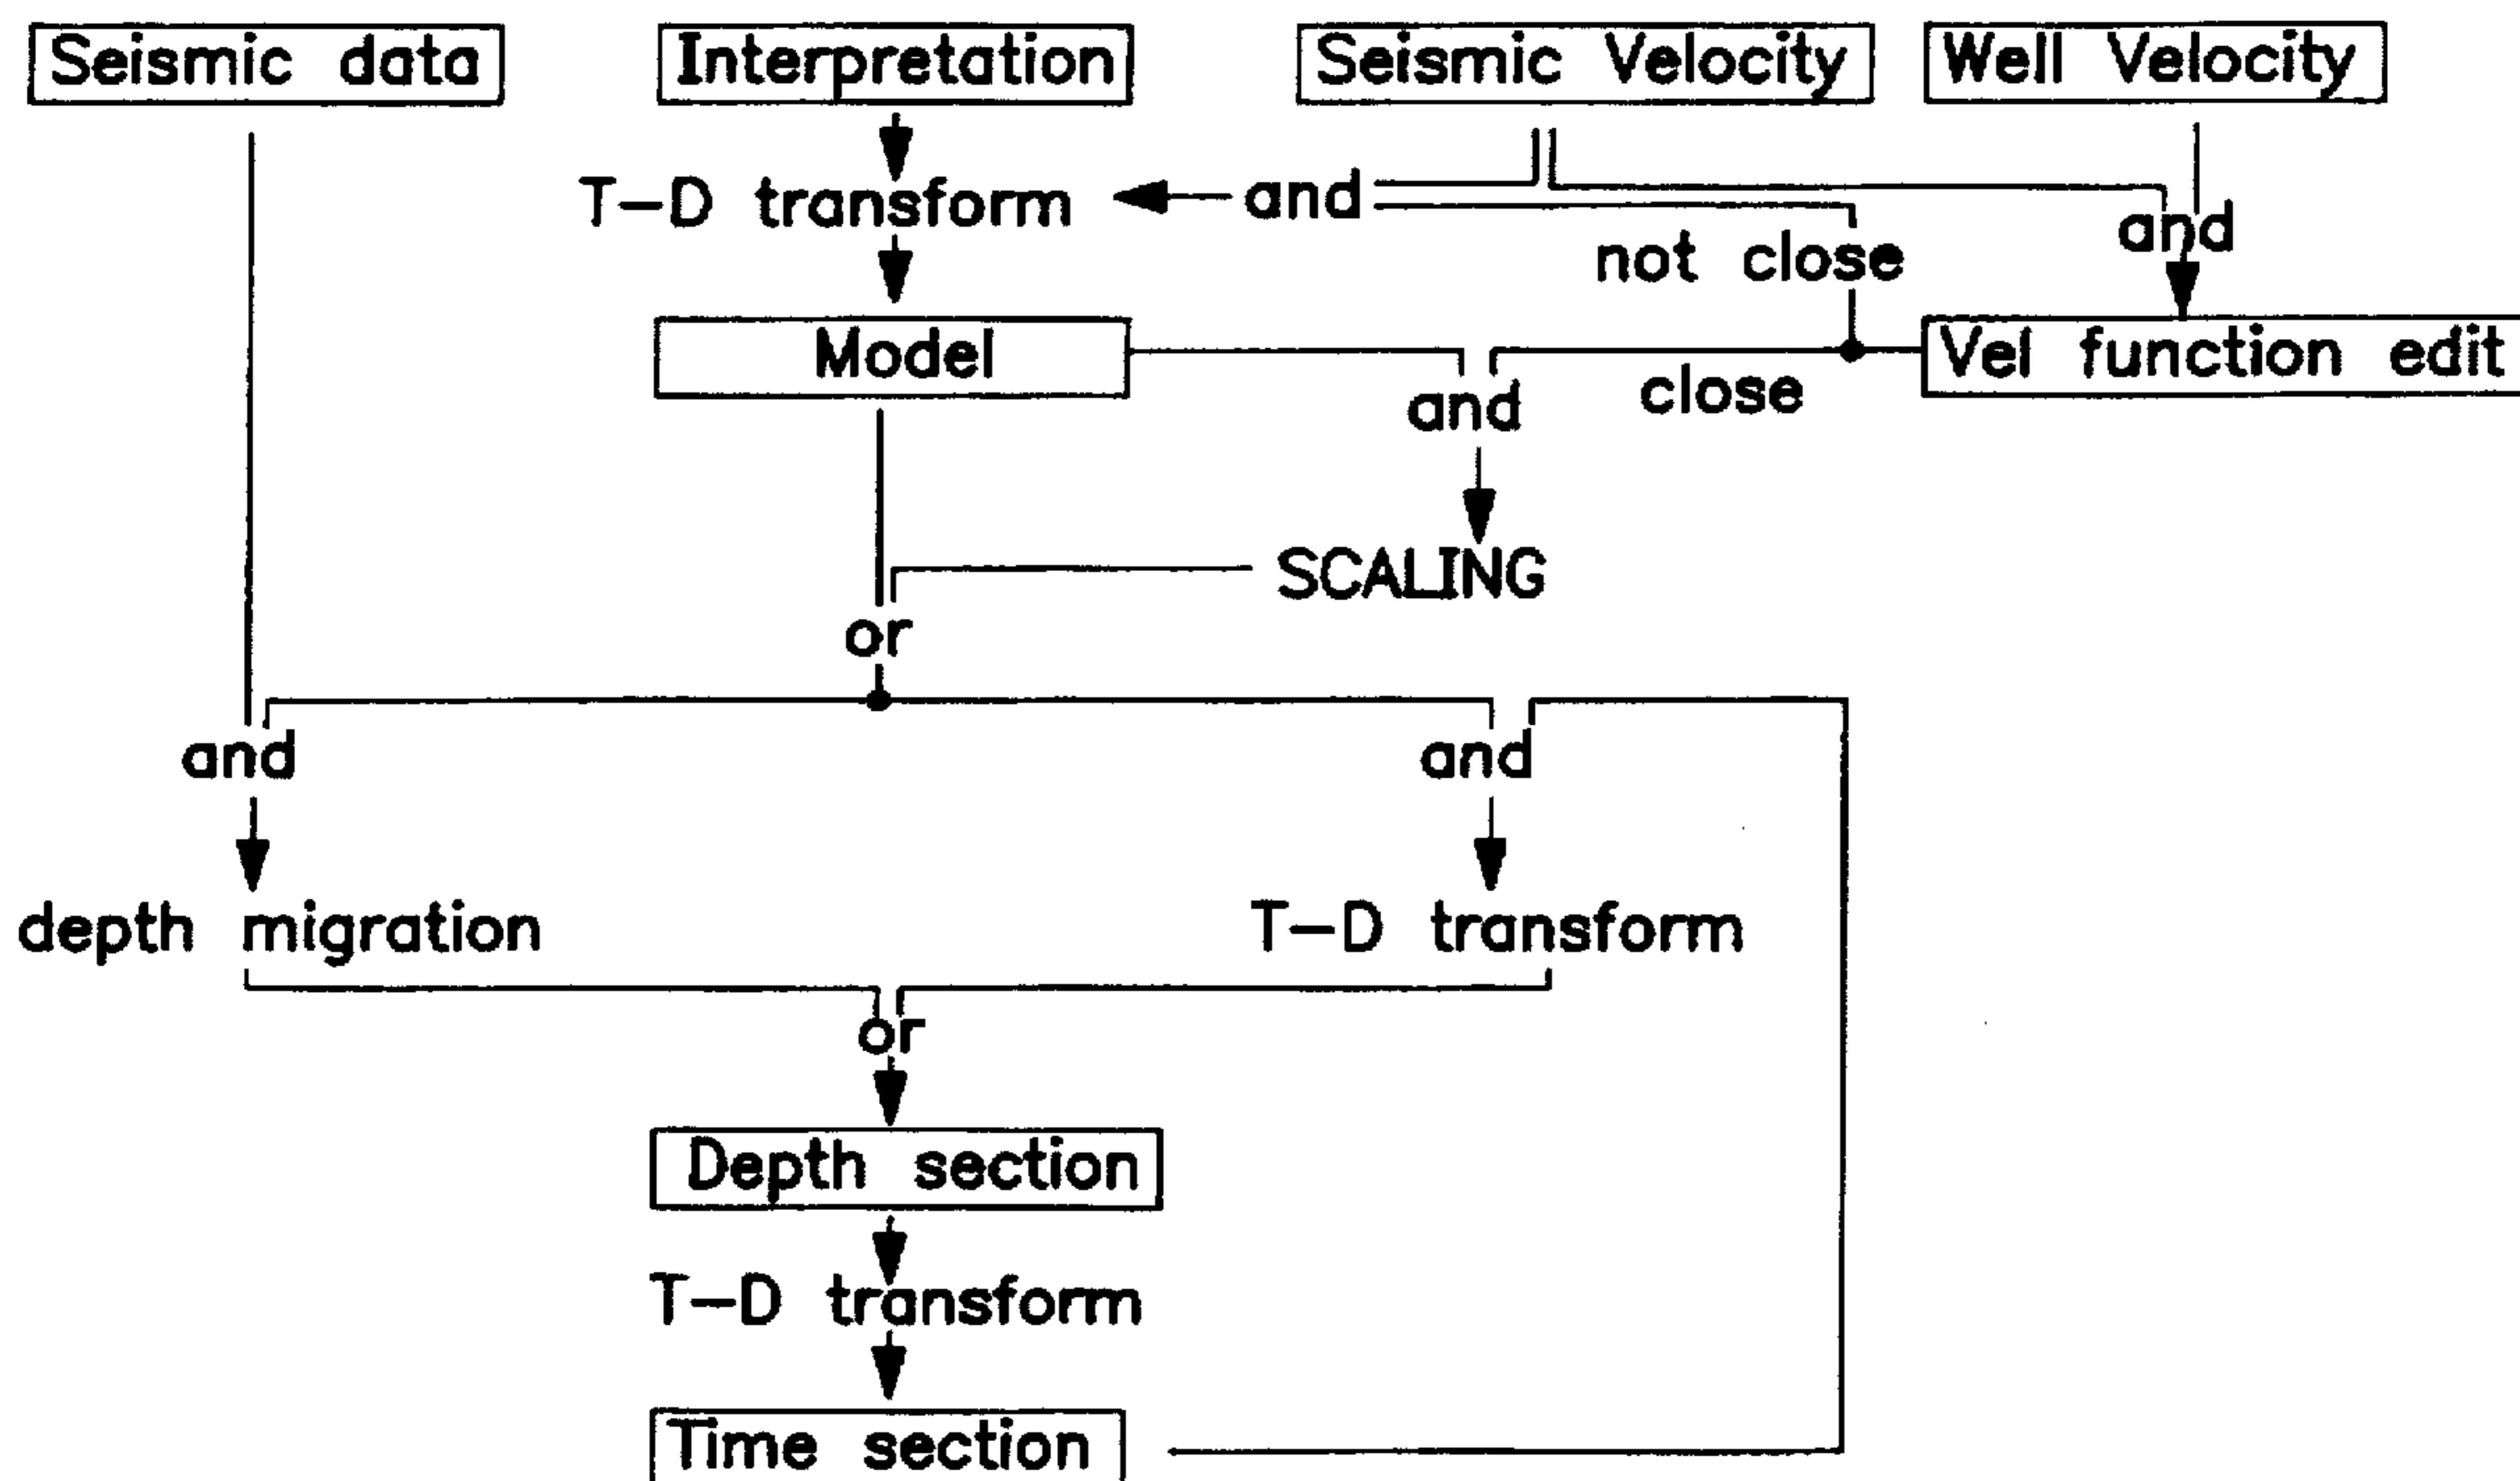 Seismic data
Interpretation
Seismic Velocity
Well Velocity
T-D transform
and
and
not close
Model
close
Vel function edit
and
SCALING
or
and
and
depth migration
T-D transform
or
Depth section
T-D transform
Time section